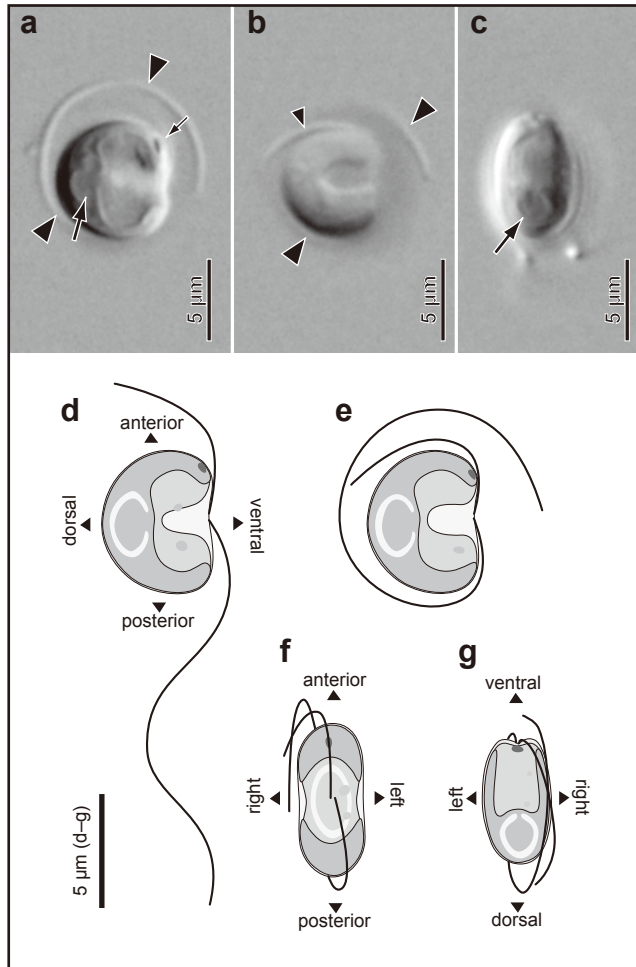 a
b
c
5 µm
5 µm
5 µm
d
anterior
dorsal
ventral
posterior
e
5 µm (d–g)
f
anterior
right
left
posterior
g
ventral
left
right
dorsal